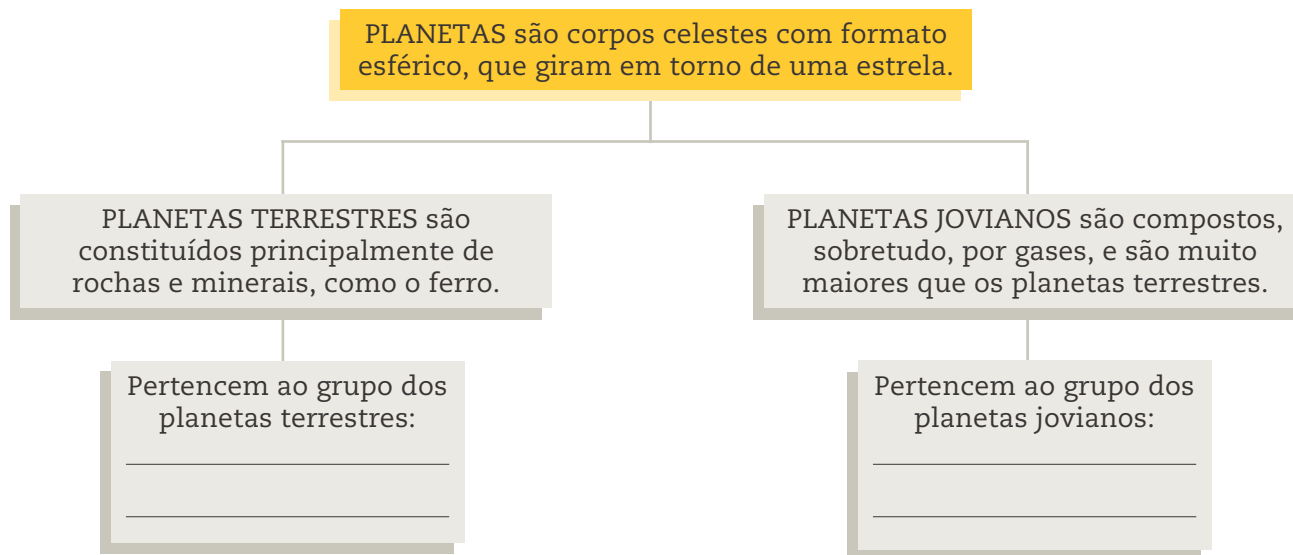 PLANETAS são corpos celestes com formato
esférico, que giram em torno de uma estrela.
PLANETAS TERRESTRES são
constituídos principalmente de
rochas e minerais, como o ferro.
PLANETAS JOVIANOS são compostos,
sobretudo, por gases, e são muito
maiores que os planetas terrestres.
Pertencem ao grupo dos
planetas terrestres:
Pertencem ao grupo dos
planetas jovianos: